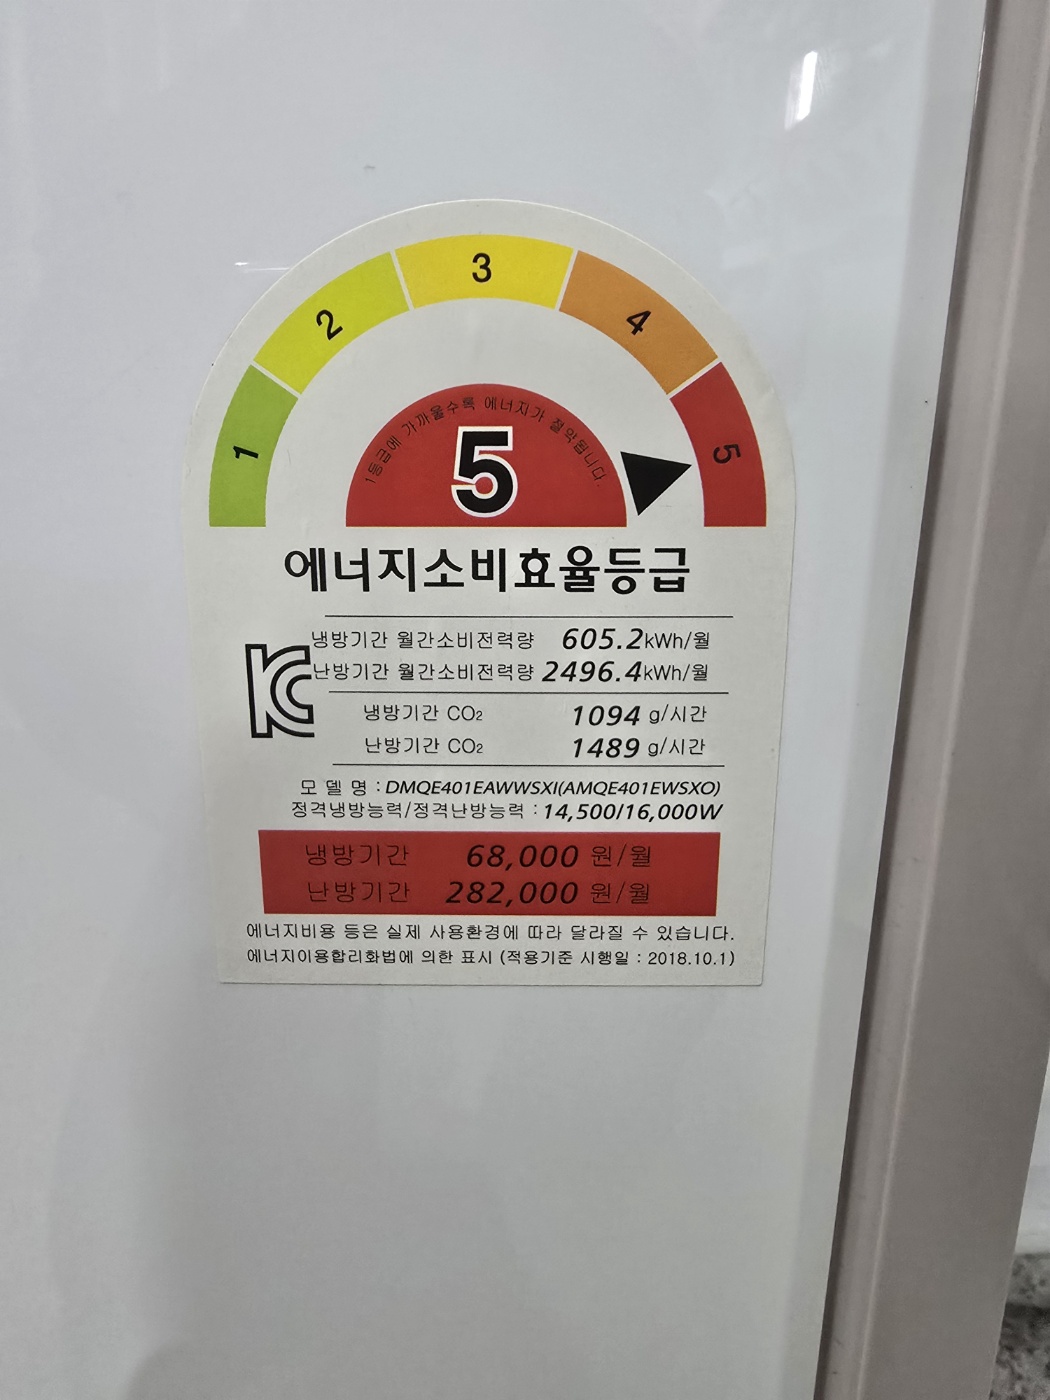 1
2
3
4
5
1등급에 가까울수록 에너지가 절약됩니다.
5
에너지소비효율등급
냉방기간 월간소비전력량 605.2kWh/월
난방기간 월간소비전력량 2496.4kWh/월
냉방기간 CO₂ 1094 g/시간
난방기간 CO₂ 1489 g/시간
모 델 명 : DMQE401EAWWSXI(AMQE401EWSXO)
정격냉방능력/정격난방능력 : 14,500/16,000W
냉방기간 68,000 원/월
난방기간 282,000 원/월
에너지비용 등은 실제 사용환경에 따라 달라질 수 있습니다.
에너지이용합리화법에 의한 표시 (적용기준 시행일 : 2018.10.1)